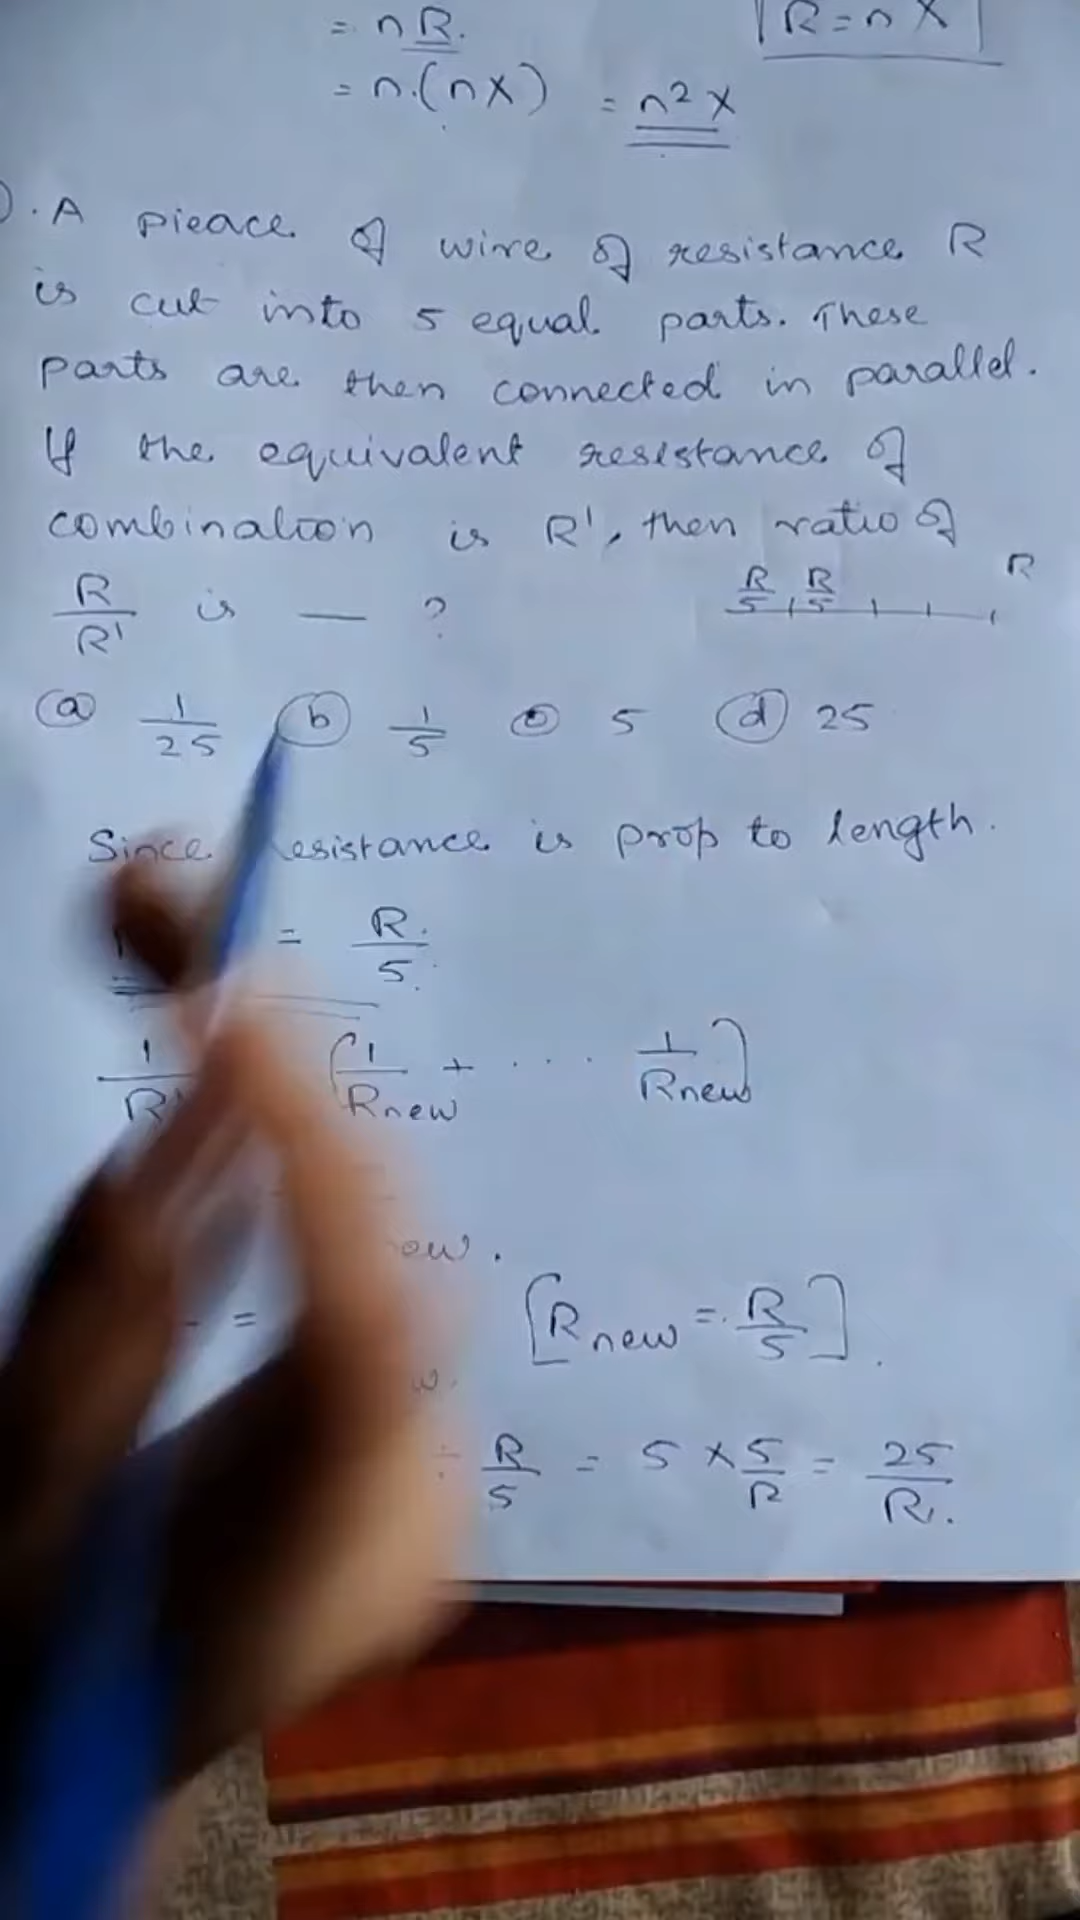 = nR.
R = n X
= n.(nX) = n²X
. A pieace of wire of resistance R
is cut into 5 equal parts. These
parts are then connected in parallel.
If the equivalent resistance of
combination is R', then ratio of
R/R' is — ?
R/5 R/5 R
(a) 1/25 (b) 1/5 (c) 5 (d) 25
Since resistance is prop to length.
= R/5.
1/R' [1/Rnew + .... 1/Rnew]
= [Rnew = R/5].
÷ R/5 = 5 × 5/R = 25/R.